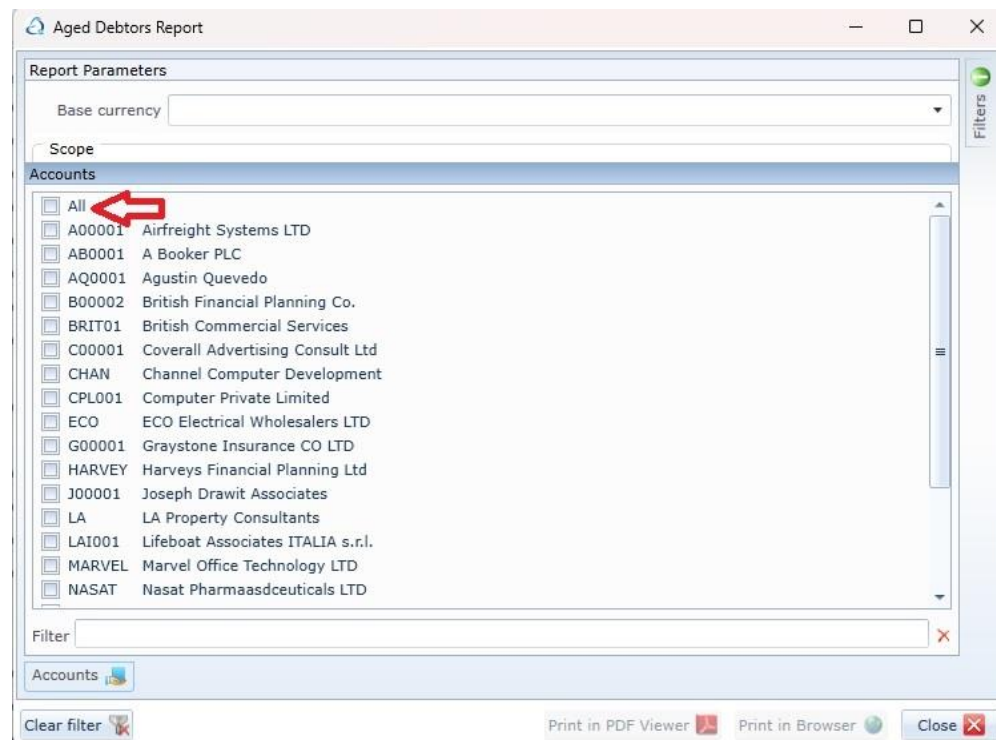 Aged Debtors Report
Report Parameters
Filters
Base currency
Scope
Accounts
All
A00001 Airfreight Systems LTD
AB0001 A Booker PLC
AQ0001 Agustin Quevedo
B00002 British Financial Planning Co.
BRIT01 British Commercial Services
C00001 Coverall Advertising Consult Ltd
CHAN Channel Computer Development
CPL001 Computer Private Limited
ECO ECO Electrical Wholesalers LTD
G00001 Graystone Insurance CO LTD
HARVEY Harveys Financial Planning Ltd
J00001 Joseph Drawit Associates
LA LA Property Consultants
LAI001 Lifeboat Associates ITALIA s.r.l.
MARVEL Marvel Office Technology LTD
NASAT Nasat Pharmaasdceuticals LTD
Filter
Accounts
Clear filter Print in PDF Viewer Print in Browser Close